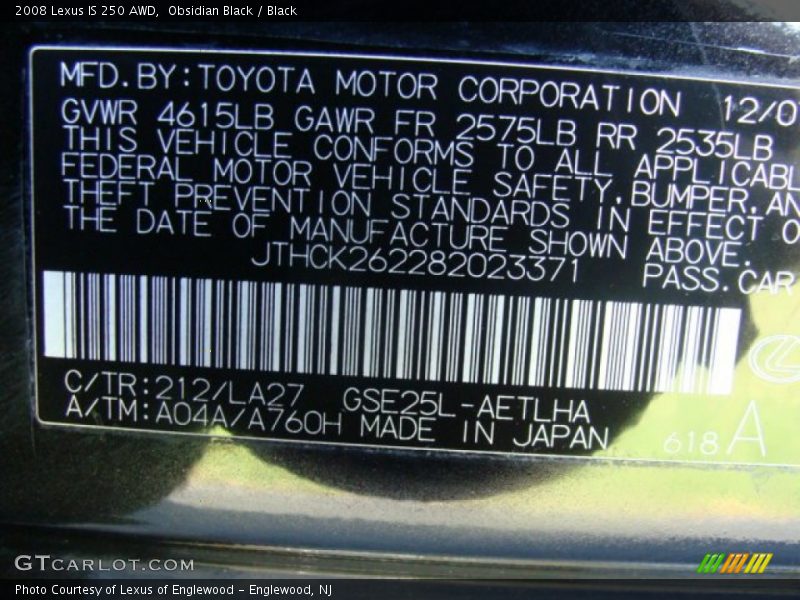 2008 Lexus IS 250 AWD,  Obsidian Black / Black
MFD. BY: TOYOTA MOTOR CORPORATION 12/0
GVWR 4615LB GAWR FR 2575LB RR 2535LB
THIS VEHICLE CONFORMS TO ALL APPLICABL
FEDERAL MOTOR VEHICLE SAFETY, BUMPER, AN
THEFT PREVENTION STANDARDS IN EFFECT O
THE DATE OF MANUFACTURE SHOWN ABOVE.
JTHCK262282023371 PASS. CAR
C/TR: 212/LA27 GSE25L-AETLHA
A/TM: A04A/A760H MADE IN JAPAN
618 A
GTCARLOT.COM
Photo Courtesy of Lexus of Englewood – Englewood, NJ